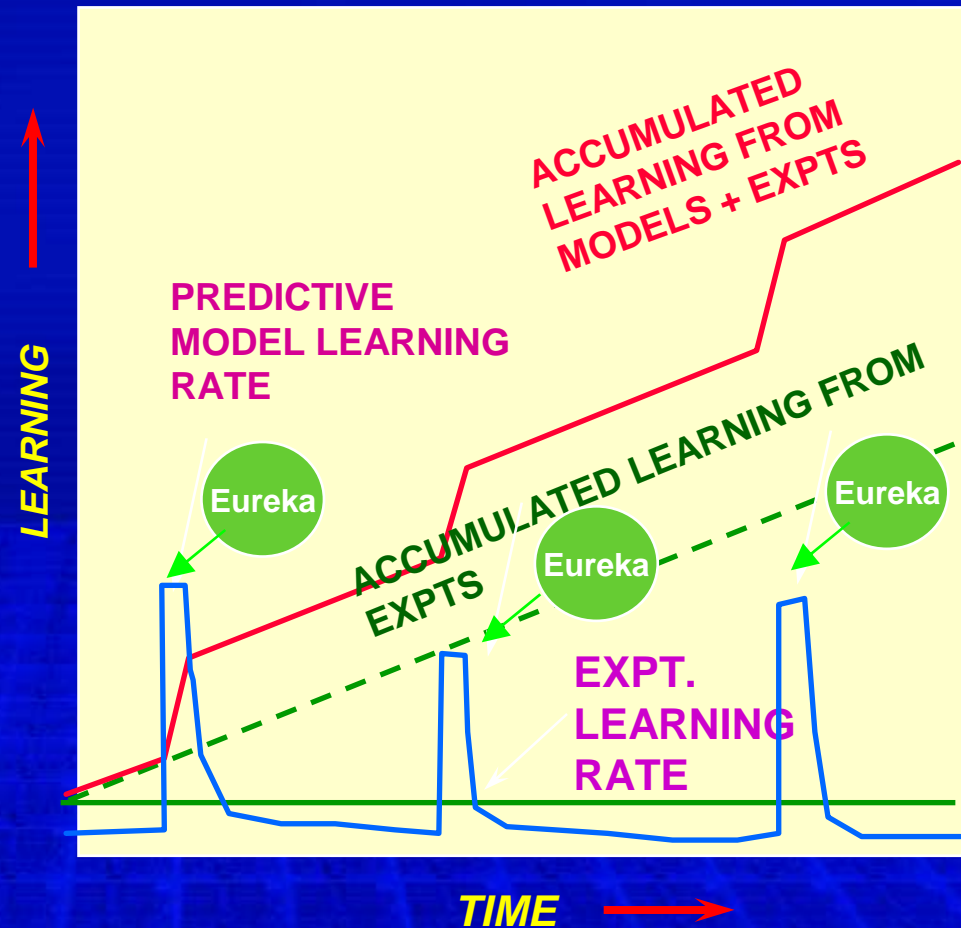 ACCUMULATED
LEARNING FROM
MODELS + EXPTS
PREDICTIVE
MODEL LEARNING
RATE
LEARNING
ACCUMULATED LEARNING FROM
EXPTS
Eureka
Eureka
Eureka
EXPT.
LEARNING
RATE
TIME